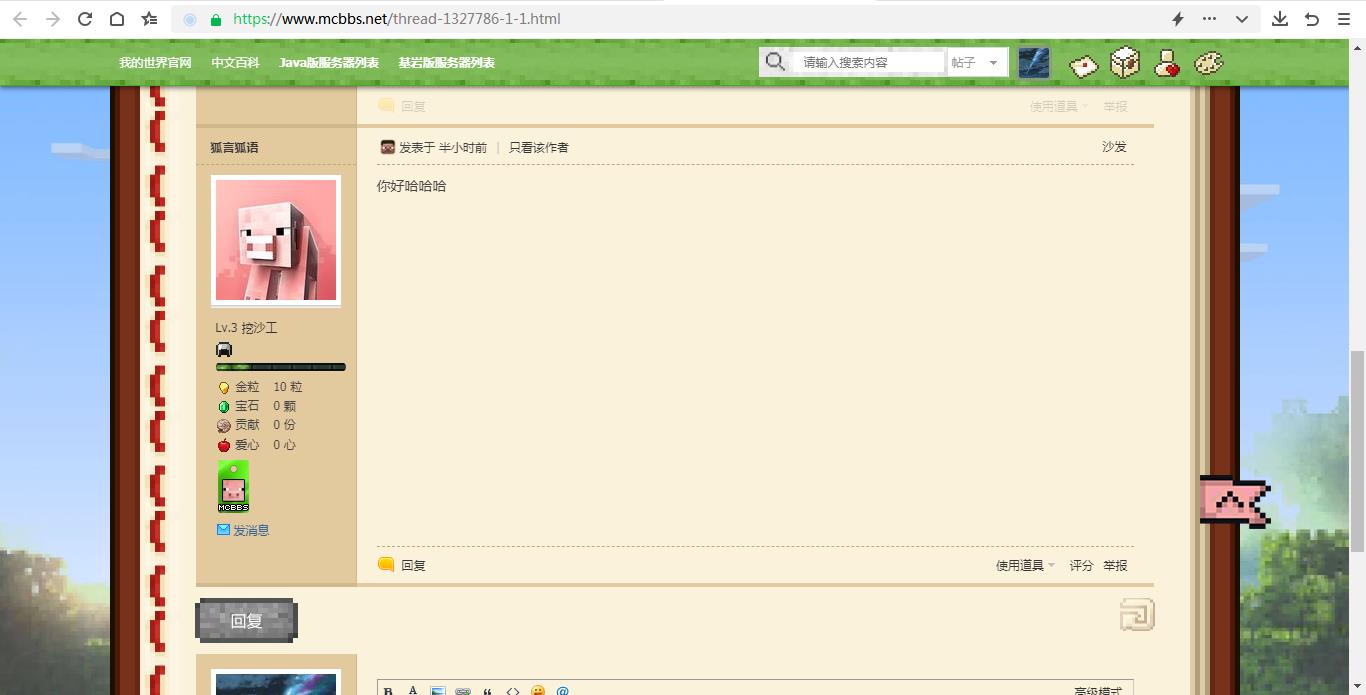 https://www.mcbbs.net/thread-1327786-1-1.html
我的世界官网 中文百科 Java版服务器列表 基岩版服务器列表 请输入搜索内容 帖子
回复 使用道具 举报
狐言狐语 发表于 半小时前 | 只看该作者 沙发
你好哈哈哈
Lv.3 挖沙工
金粒 10 粒
宝石 0 颗
贡献 0 份
爱心 0 心
MCBBS
发消息
回复 使用道具 评分 举报
回复
B A “ <> @ 高级模式